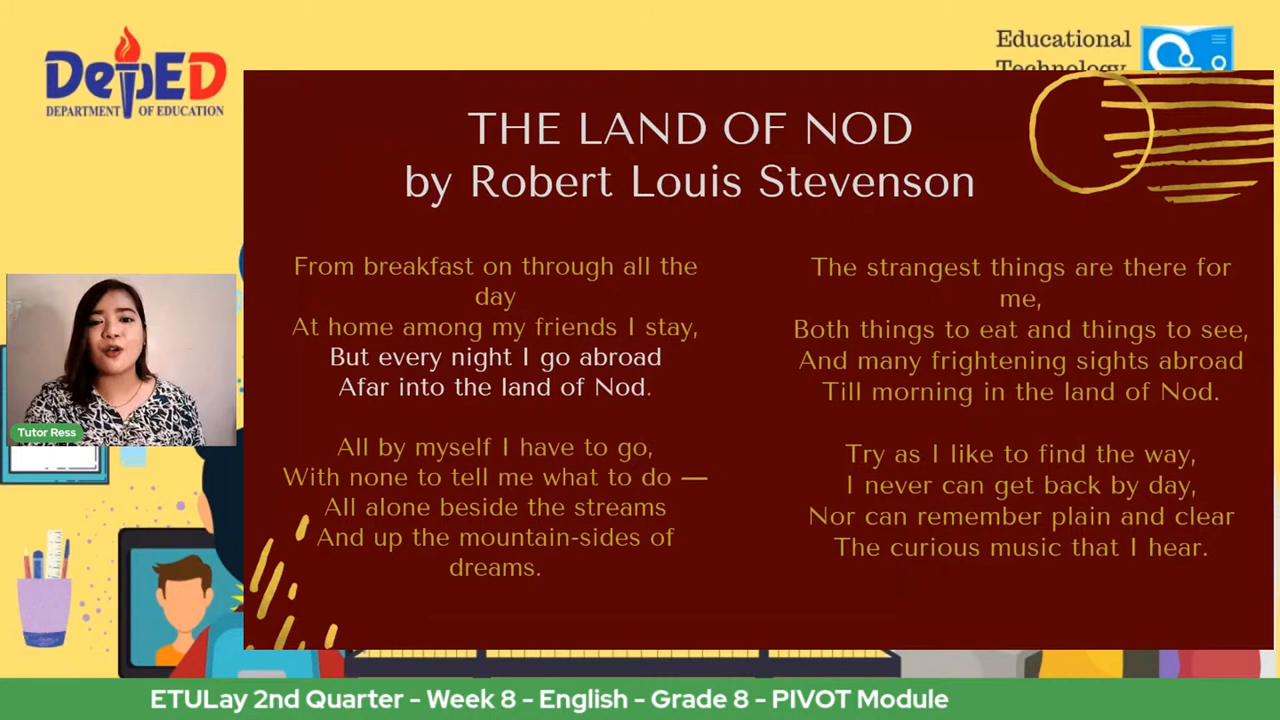 DepED
DEPARTMENT OF EDUCATION
Educational
Technology
THE LAND OF NOD
by Robert Louis Stevenson
From breakfast on through all the
day
At home among my friends I stay,
But every night I go abroad
Afar into the land of Nod.
All by myself I have to go,
With none to tell me what to do —
All alone beside the streams
And up the mountain-sides of
dreams.
The strangest things are there for
me,
Both things to eat and things to see,
And many frightening sights abroad
Till morning in the land of Nod.
Try as I like to find the way,
I never can get back by day,
Nor can remember plain and clear
The curious music that I hear.
Tutor Ress
ETULay 2nd Quarter - Week 8 - English - Grade 8 - PIVOT Module